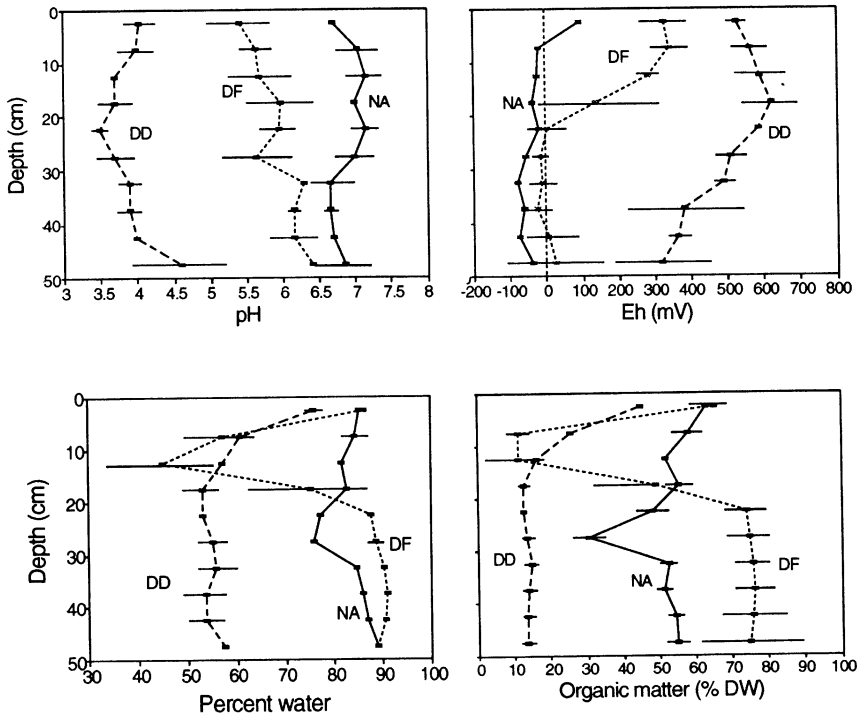 0
10
20
30
40
50
Depth (cm)
DD
DF
NA
3 3.5 4 4.5 5 5.5 6 6.5 7 7.5 8
pH
NA
DF
DD
-200 -100 0 100 200 300 400 500 600 700 800
Eh (mV)
0
10
20
30
40
50
Depth (cm)
DD
NA
DF
30 40 50 60 70 80 90 100
Percent water
DD
NA
DF
0 10 20 30 40 50 60 70 80 90 100
Organic matter (% DW)